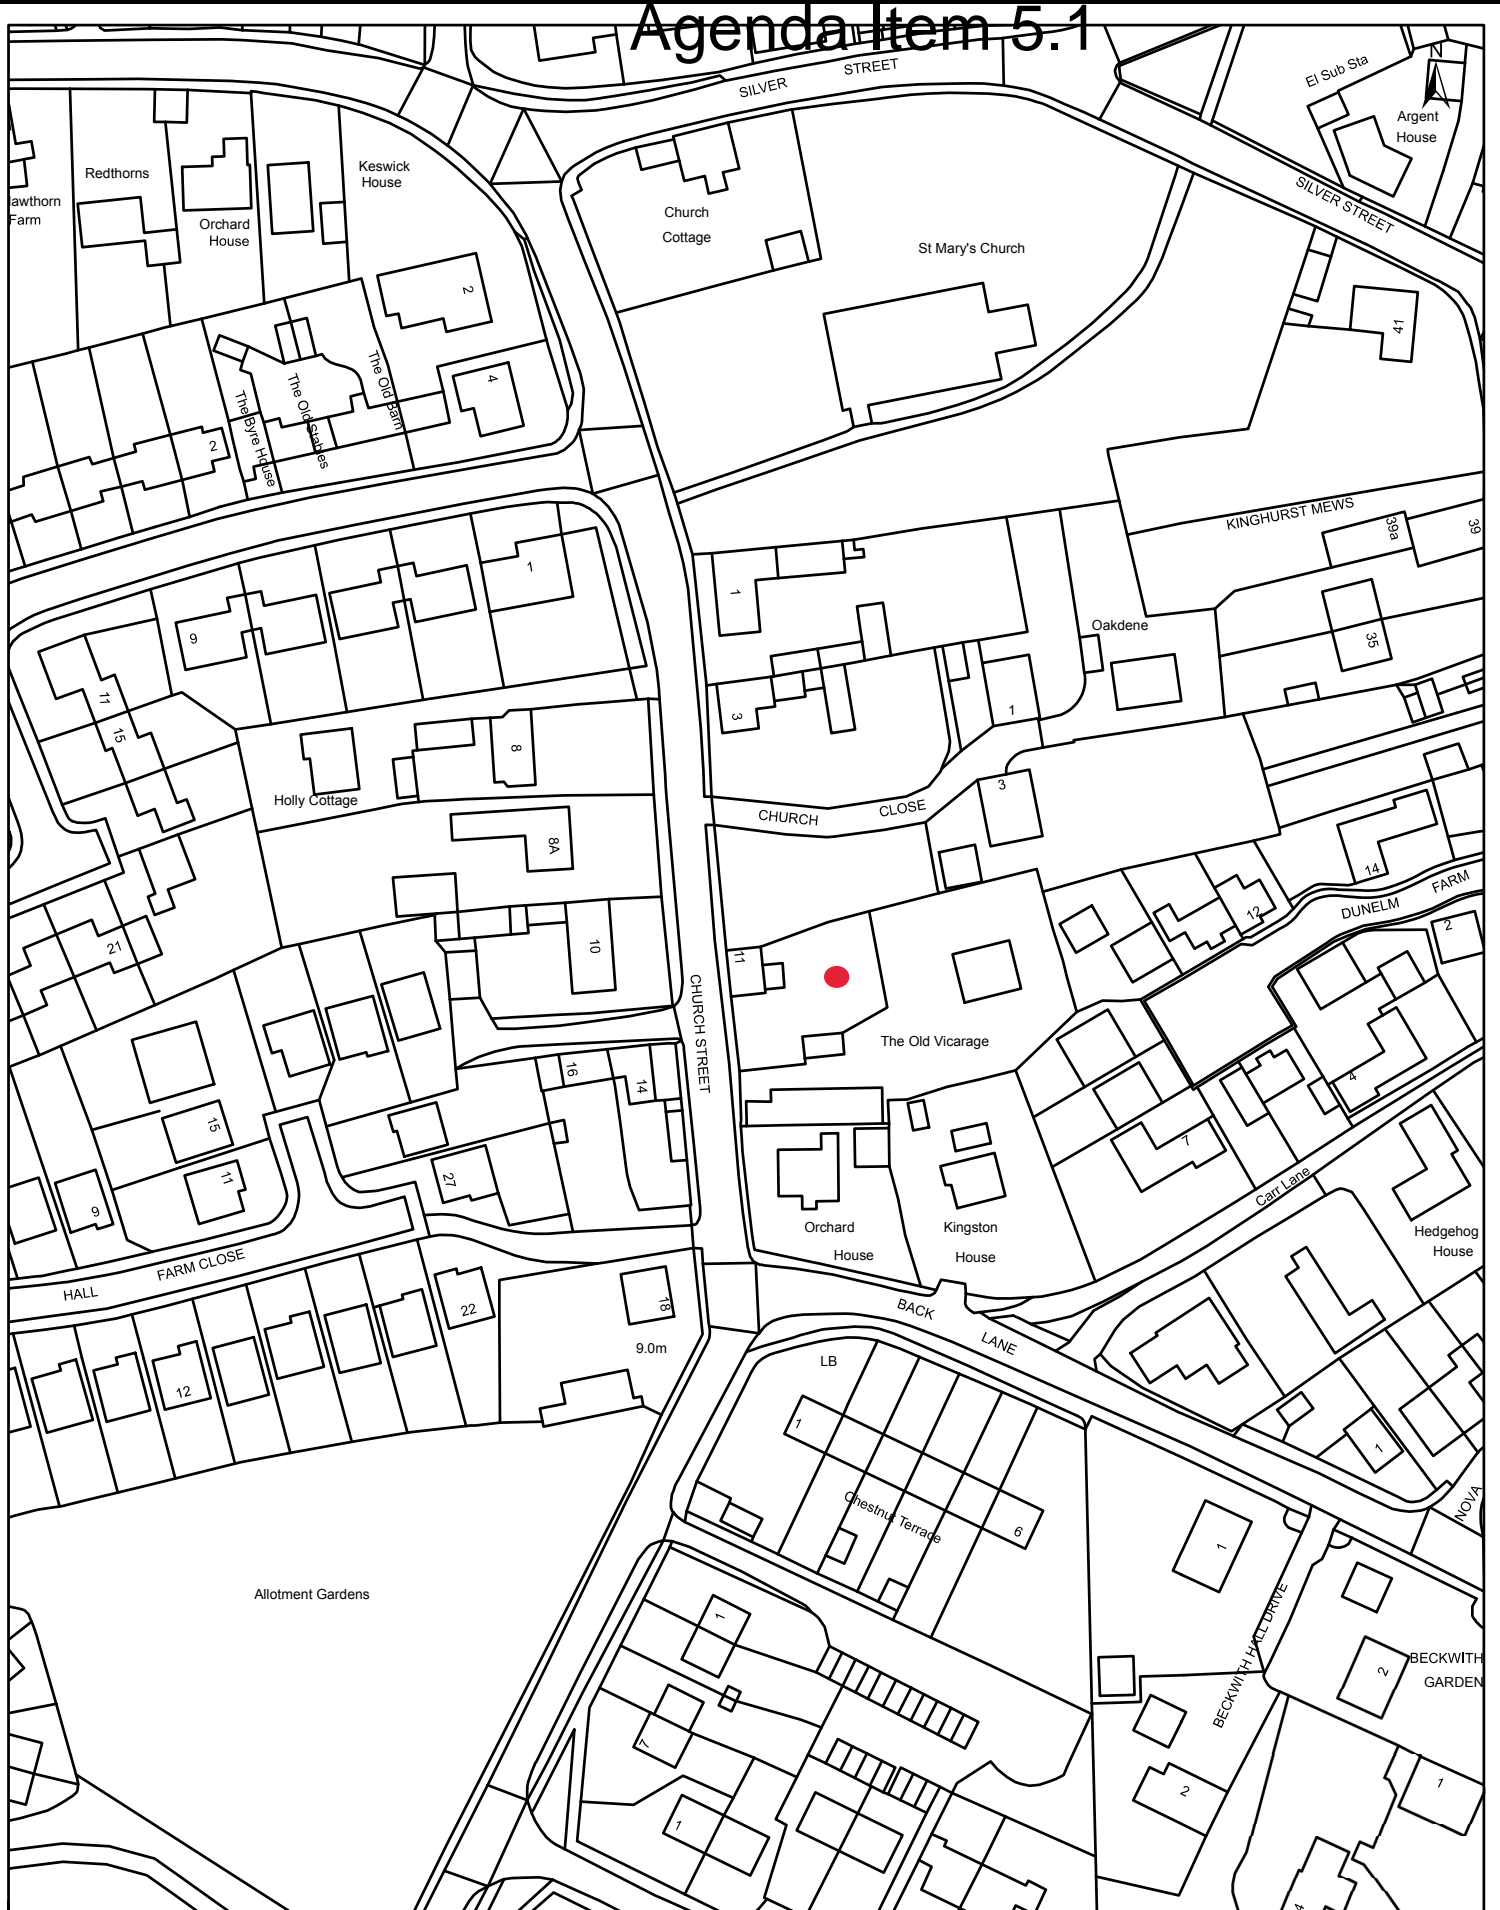 Agenda Item 5.1
SILVER
STREET
El Sub Sta
N
Argent
House
Redthorns
Keswick
House
awthorn
Farm
Orchard
House
Church
Cottage
St Mary's Church
SILVER STREET
2
41
4
The Old Barn
The Old Stables
The Byre House
2
KINGHURST MEWS
39a
39
1
1
9
Oakdene
35
11
15
3
1
8
Holly Cottage
3
CHURCH
CLOSE
8A
14
FARM
DUNELM
12
2
21
10
11
CHURCH STREET
The Old Vicarage
16
14
4
15
7
27
11
9
Carr Lane
Orchard
House
Kingston
House
Hedgehog
House
HALL
FARM CLOSE
22
18
BACK
LANE
9.0m
LB
12
1
1
Chestnut Terrace
6
NOVA
1
Allotment Gardens
1
BECKWITH HALL DRIVE
2
BECKWITH
GARDEN
7
2
1
1
4